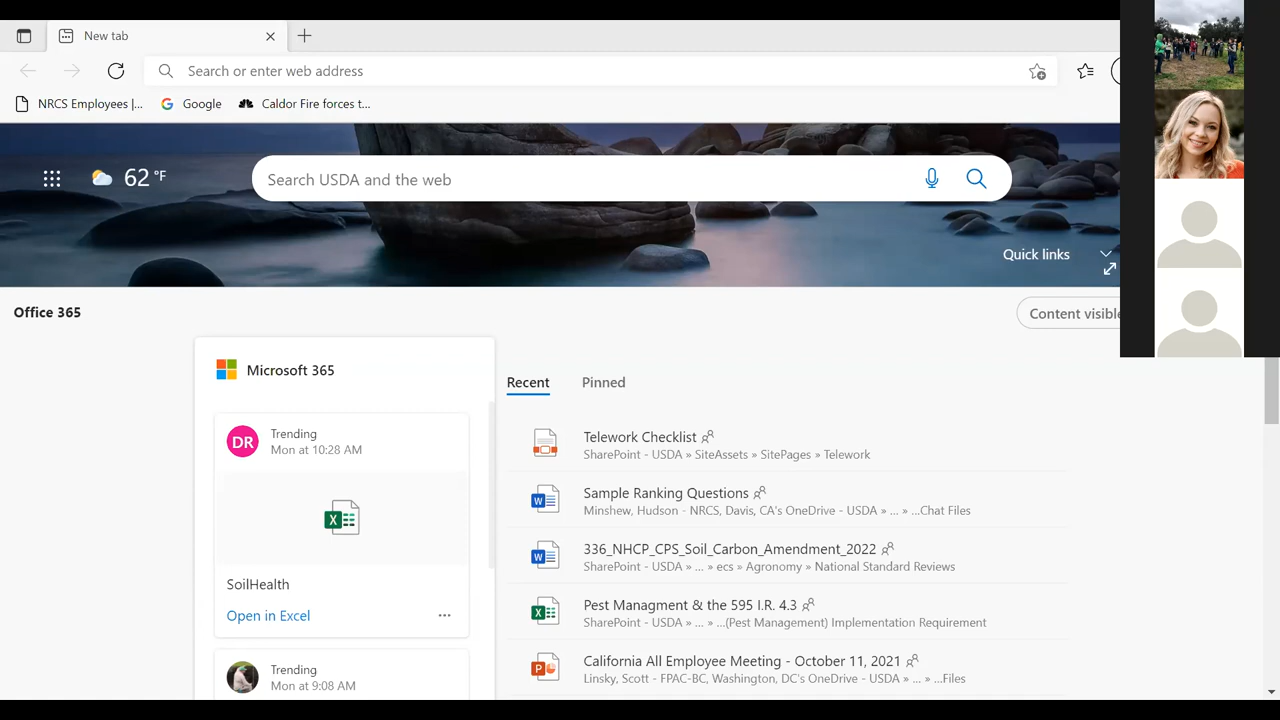 New tab
Search or enter web address
NRCS Employees |...
Google
Caldor Fire forces t...
62 °F
Search USDA and the web
Quick links
Office 365
Content visible
Microsoft 365
DR
Trending
Mon at 10:28 AM
SoilHealth
Open in Excel
Trending
Mon at 9:08 AM
Recent Pinned
Telework Checklist
SharePoint - USDA » SiteAssets » SitePages » Telework
Sample Ranking Questions
Minshew, Hudson - NRCS, Davis, CA's OneDrive - USDA » ... » ...Chat Files
336_NHCP_CPS_Soil_Carbon_Amendment_2022
SharePoint - USDA » ... » ecs » Agronomy » National Standard Reviews
Pest Managment & the 595 I.R. 4.3
SharePoint - USDA » ... » ...(Pest Management) Implementation Requirement
California All Employee Meeting - October 11, 2021
Linsky, Scott - FPAC-BC, Washington, DC's OneDrive - USDA » ... » ...Files